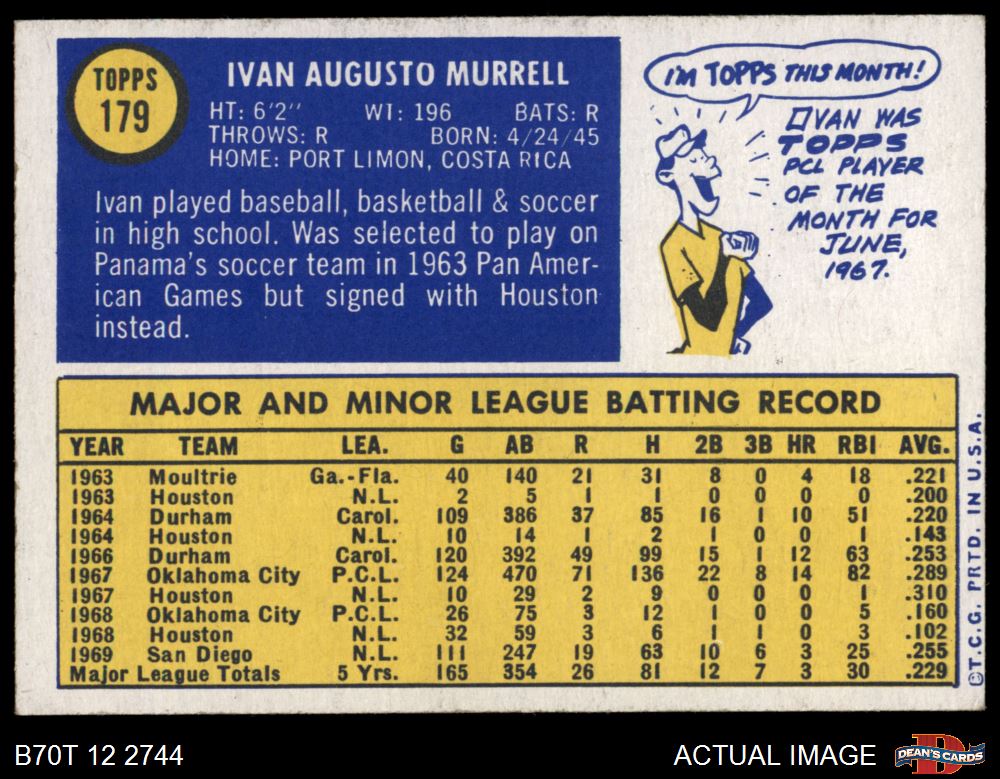 TOPPS
179
IVAN AUGUSTO MURRELL
HT: 6'2" WT: 196 BATS: R
THROWS: R BORN: 4/24/45
HOME: PORT LIMON, COSTA RICA
Ivan played baseball, basketball & soccer
in high school. Was selected to play on
Panama's soccer team in 1963 Pan Amer-
ican Games but signed with Houston
instead.
I'M TOPPS THIS MONTH!
IVAN WAS
TOPPS
PCL PLAYER
OF THE
MONTH FOR
JUNE,
1967.
MAJOR AND MINOR LEAGUE BATTING RECORD
YEAR TEAM LEA. G AB R H 2B 3B HR RBI AVG.
1963 Moultrie Ga.-Fla. 40 140 21 31 8 0 4 18 .221
1963 Houston N.L. 2 5 1 1 0 0 0 0 .200
1964 Durham Carol. 109 386 37 85 16 1 10 51 .220
1964 Houston N.L. 10 14 1 2 1 0 0 1 .143
1966 Durham Carol. 120 392 49 99 15 1 12 63 .253
1967 Oklahoma City P.C.L. 124 470 71 136 22 8 14 82 .289
1967 Houston N.L. 10 29 2 9 0 0 0 1 .310
1968 Oklahoma City P.C.L. 26 75 3 12 1 0 0 5 .160
1968 Houston N.L. 32 59 3 6 1 1 0 3 .102
1969 San Diego N.L. 111 247 19 63 10 6 3 25 .255
Major League Totals 5 Yrs. 165 354 26 81 12 7 3 30 .229
©T.C.G. PRTD. IN U.S.A.
B70T 12 2744
ACTUAL IMAGE
D
DEAN'S CARDS